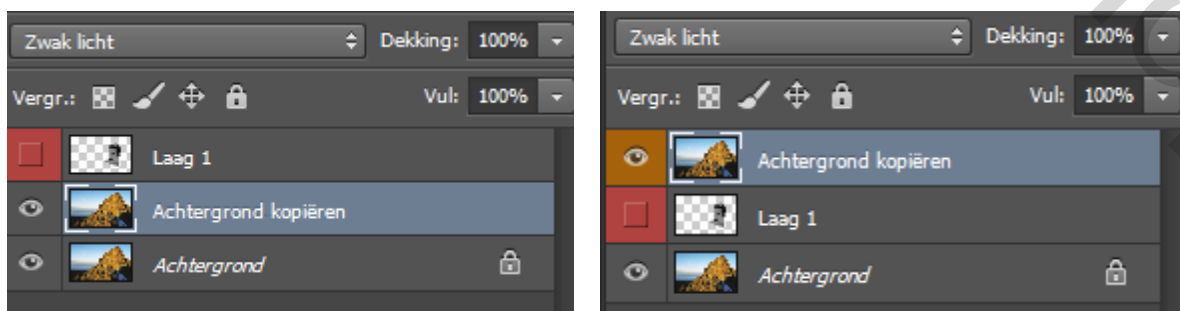 Zwak licht Dekking: 100%
Vergr.: Vul: 100%
Laag 1
Achtergrond kopiëren
Achtergrond
Zwak licht Dekking: 100%
Vergr.: Vul: 100%
Achtergrond kopiëren
Laag 1
Achtergrond